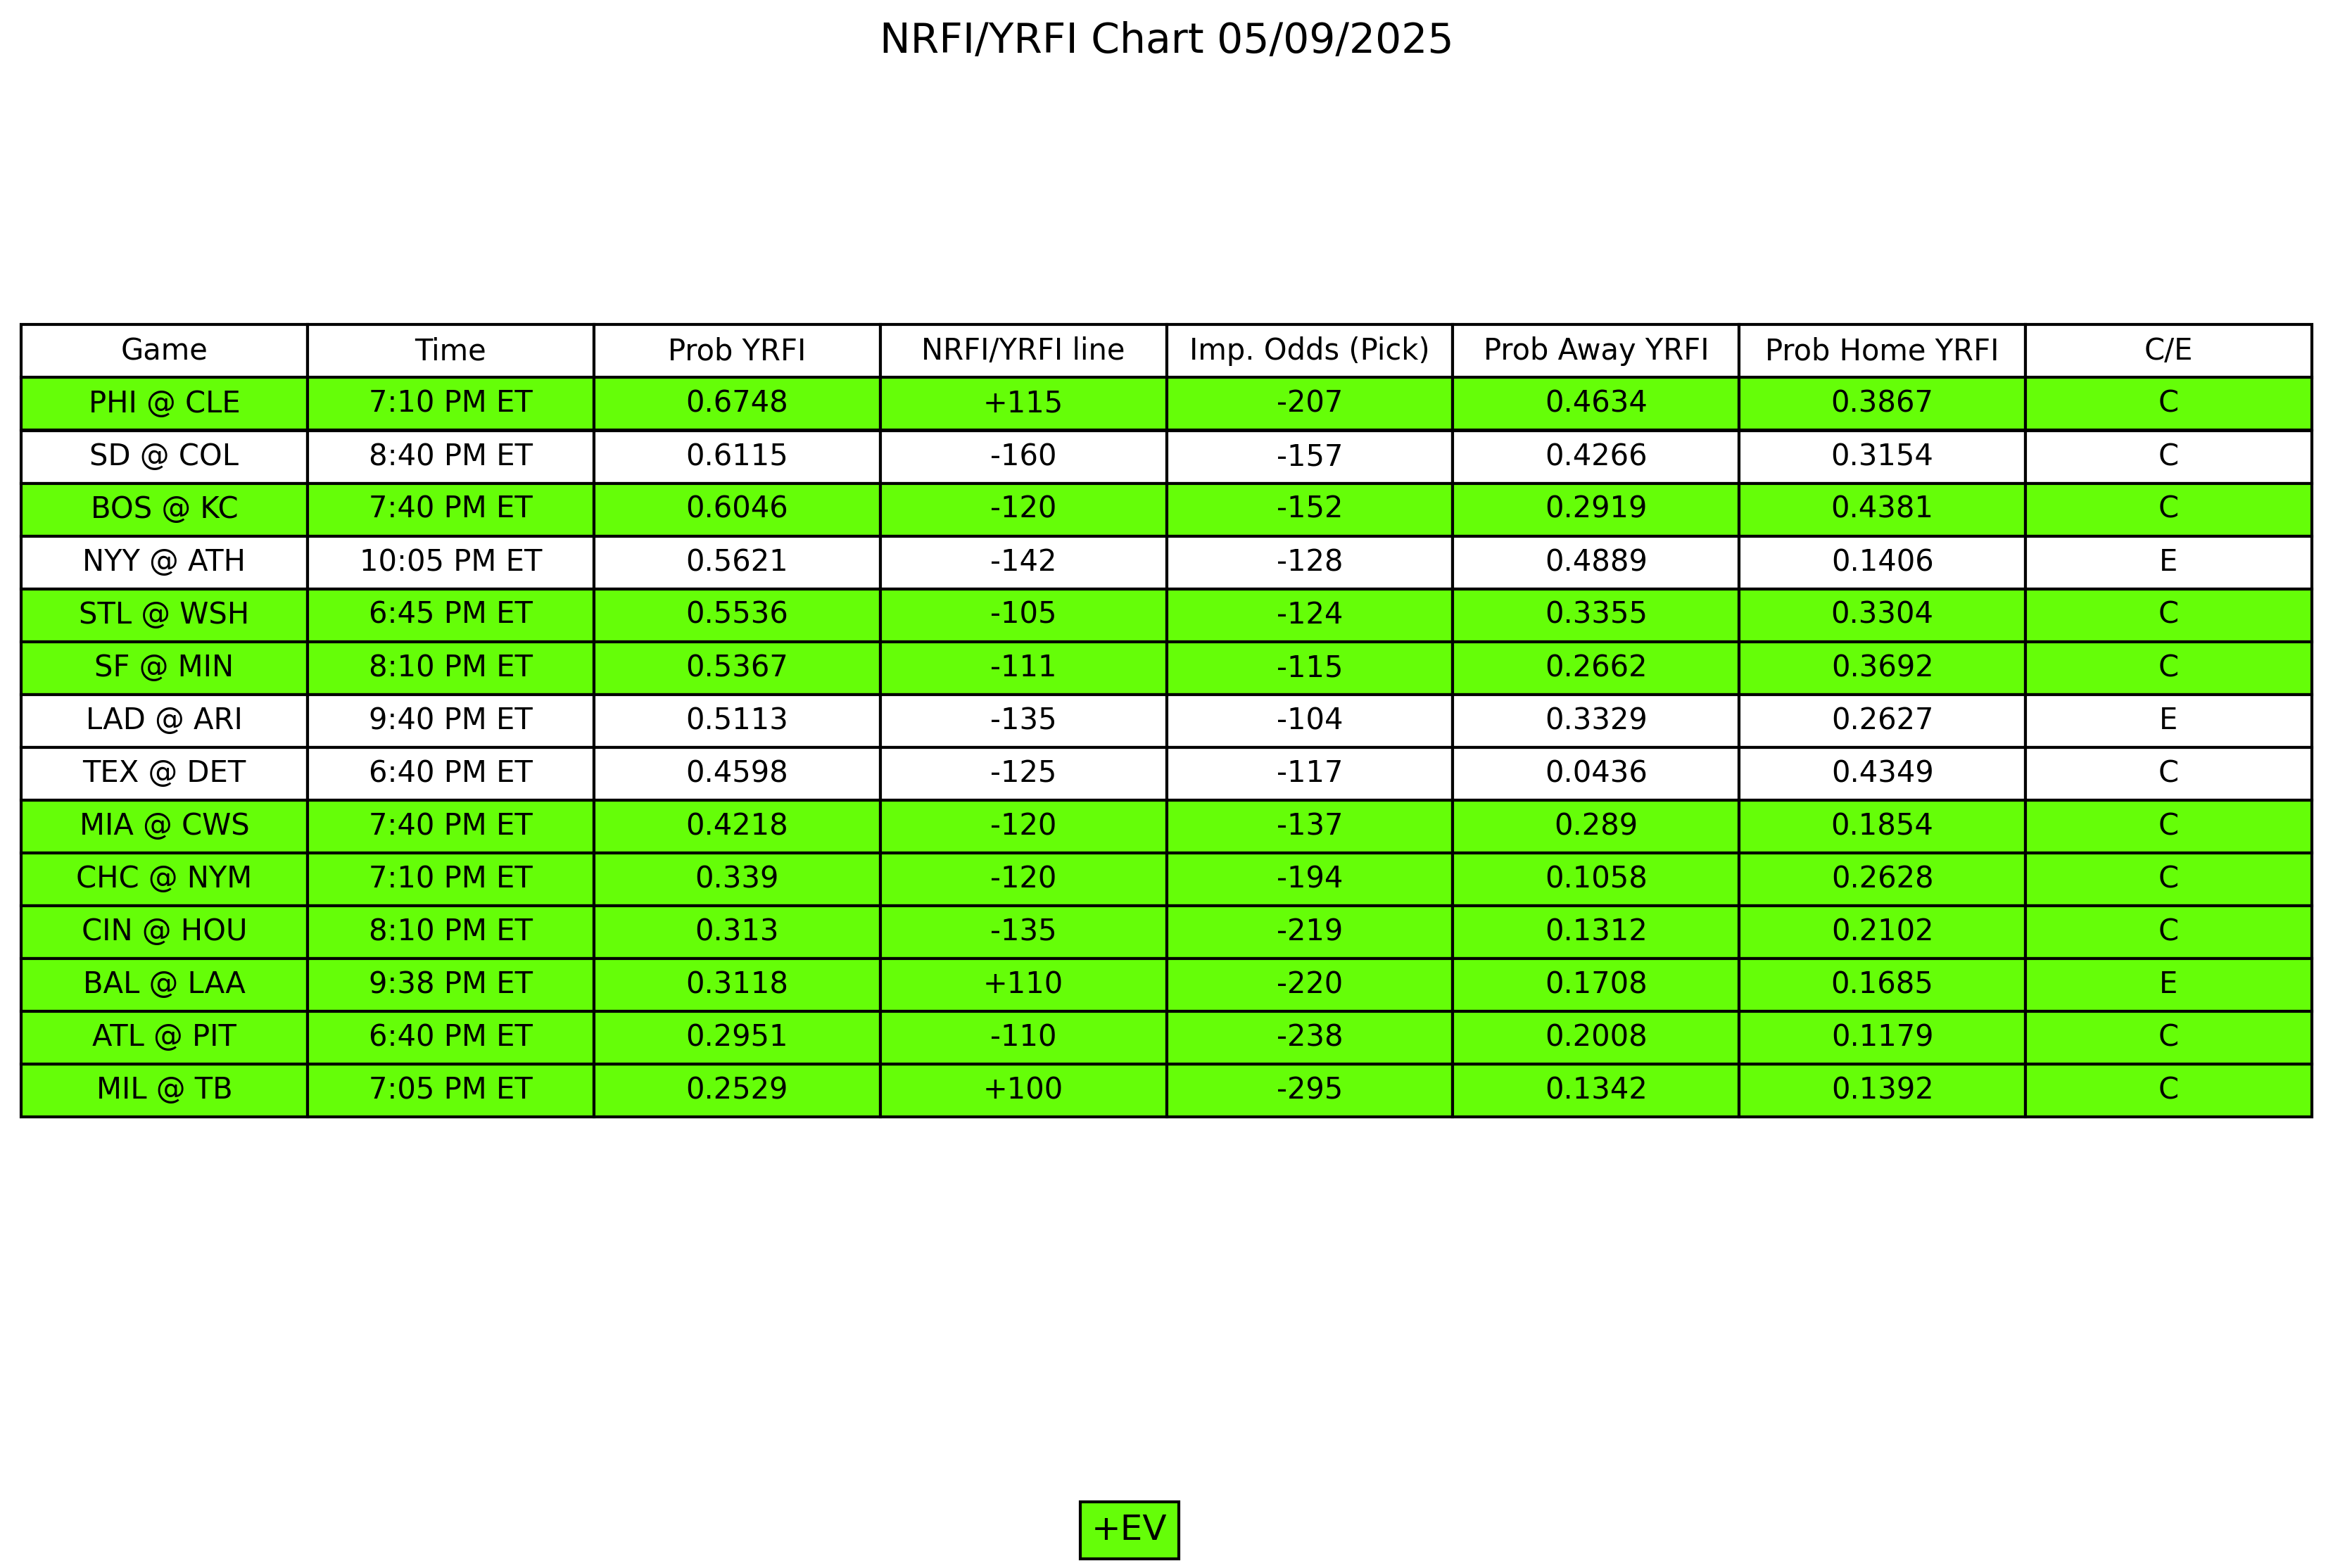 NRFI/YRFI Chart 05/09/2025
Game Time Prob YRFI NRFI/YRFI line Imp. Odds (Pick) Prob Away YRFI Prob Home YRFI C/E
PHI @ CLE 7:10 PM ET 0.6748 +115 -207 0.4634 0.3867 C
SD @ COL 8:40 PM ET 0.6115 -160 -157 0.4266 0.3154 C
BOS @ KC 7:40 PM ET 0.6046 -120 -152 0.2919 0.4381 C
NYY @ ATH 10:05 PM ET 0.5621 -142 -128 0.4889 0.1406 E
STL @ WSH 6:45 PM ET 0.5536 -105 -124 0.3355 0.3304 C
SF @ MIN 8:10 PM ET 0.5367 -111 -115 0.2662 0.3692 C
LAD @ ARI 9:40 PM ET 0.5113 -135 -104 0.3329 0.2627 E
TEX @ DET 6:40 PM ET 0.4598 -125 -117 0.0436 0.4349 C
MIA @ CWS 7:40 PM ET 0.4218 -120 -137 0.289 0.1854 C
CHC @ NYM 7:10 PM ET 0.339 -120 -194 0.1058 0.2628 C
CIN @ HOU 8:10 PM ET 0.313 -135 -219 0.1312 0.2102 C
BAL @ LAA 9:38 PM ET 0.3118 +110 -220 0.1708 0.1685 E
ATL @ PIT 6:40 PM ET 0.2951 -110 -238 0.2008 0.1179 C
MIL @ TB 7:05 PM ET 0.2529 +100 -295 0.1342 0.1392 C
+EV